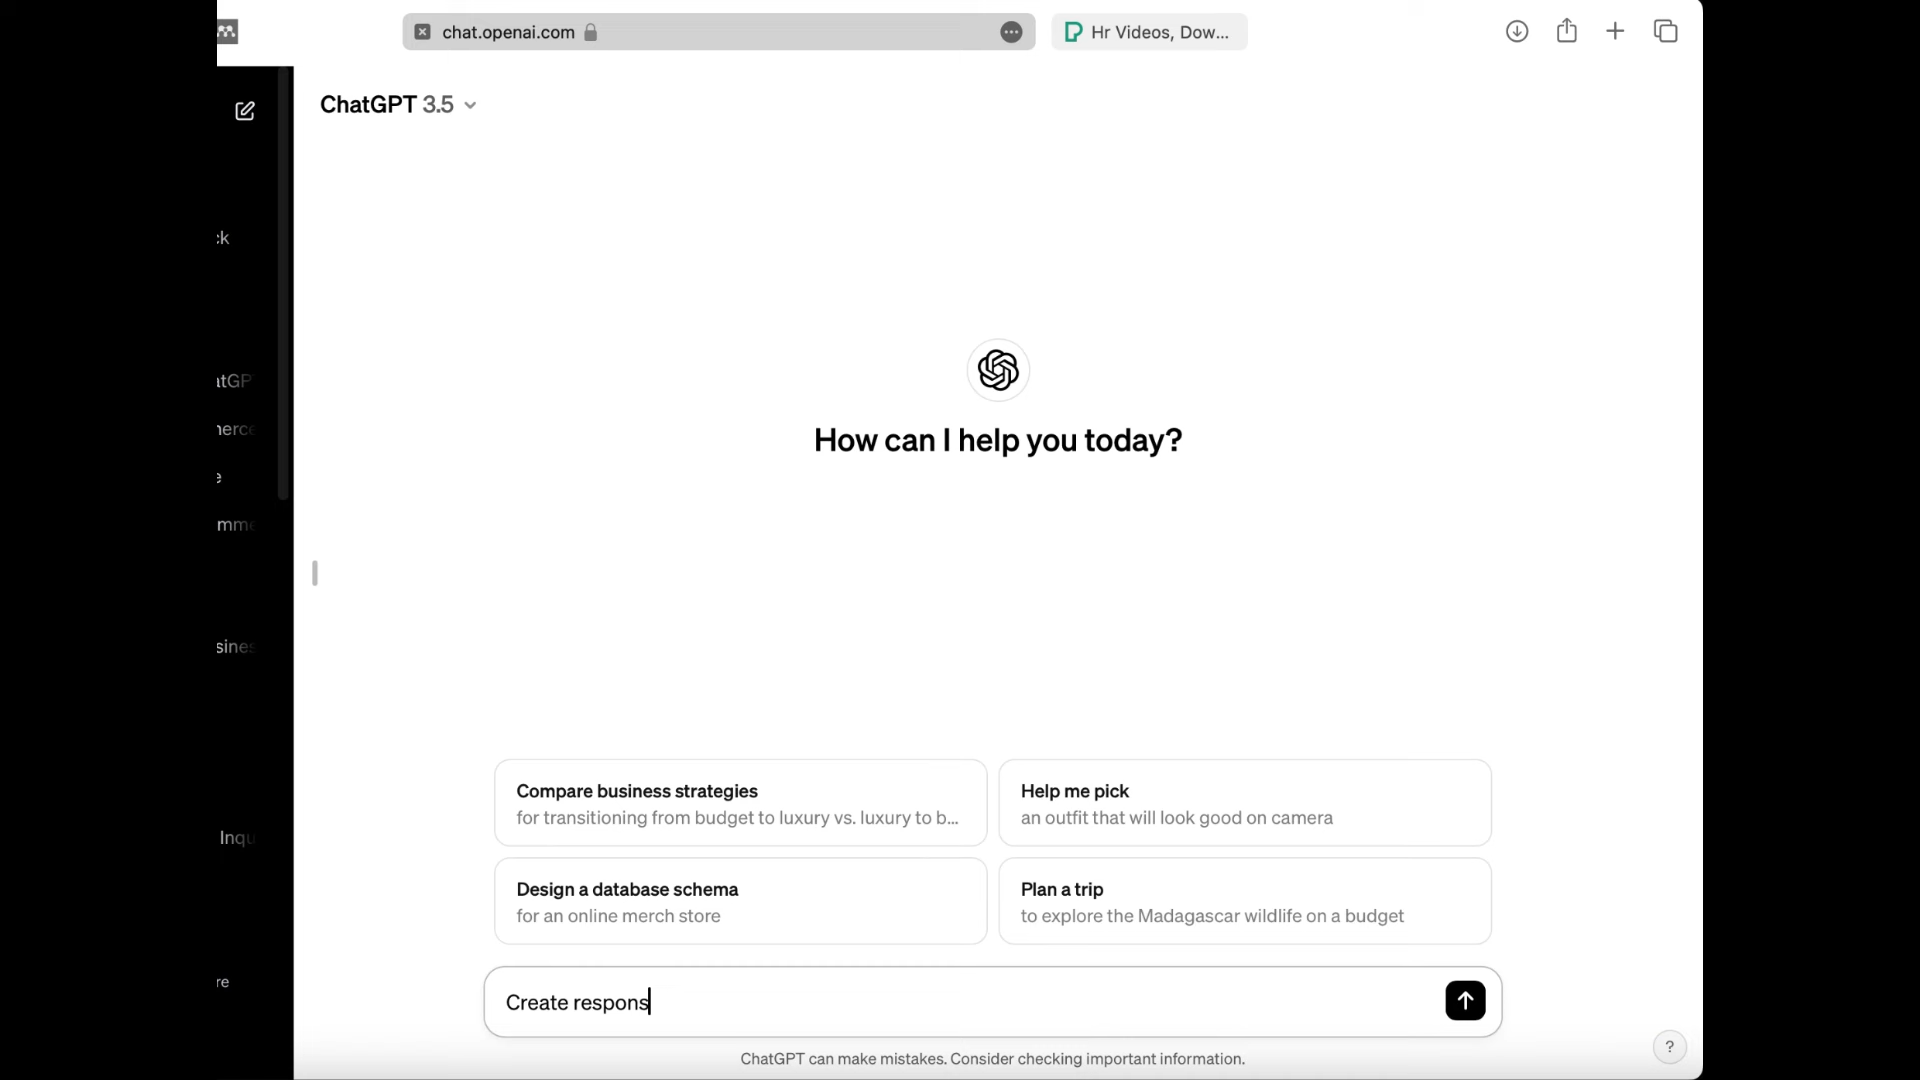 chat.openai.com
Hr Videos, Dow...
ChatGPT 3.5
How can I help you today?
Compare business strategies
for transitioning from budget to luxury vs. luxury to b...
Help me pick
an outfit that will look good on camera
Design a database schema
for an online merch store
Plan a trip
to explore the Madagascar wildlife on a budget
Create respons
ChatGPT can make mistakes. Consider checking important information.
?